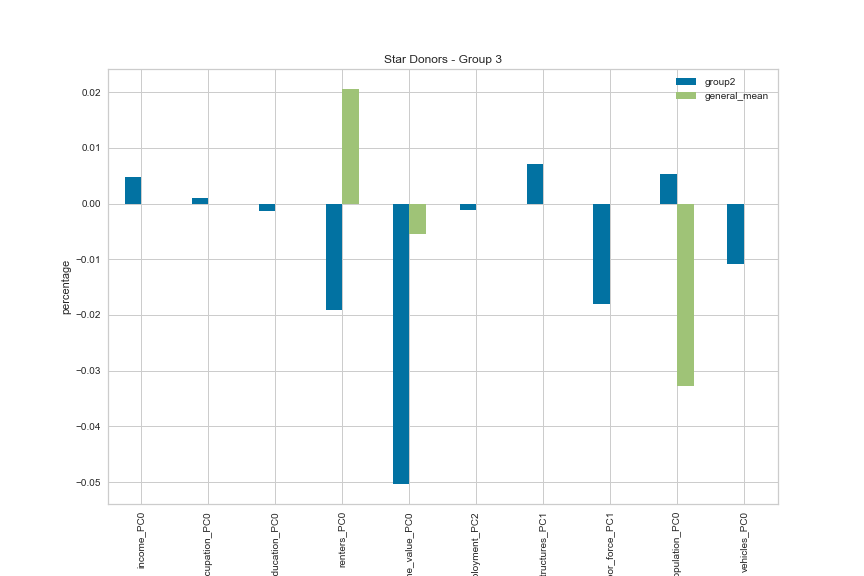 Star Donors - Group 3
group2
general_mean
0.02
0.01
0.00
−0.01
−0.02
−0.03
−0.04
−0.05
percentage
income_PC0
cupation_PC0
ducation_PC0
renters_PC0
ne_value_PC0
ployment_PC2
tructures_PC1
or_force_PC1
opulation_PC0
vehicles_PC0